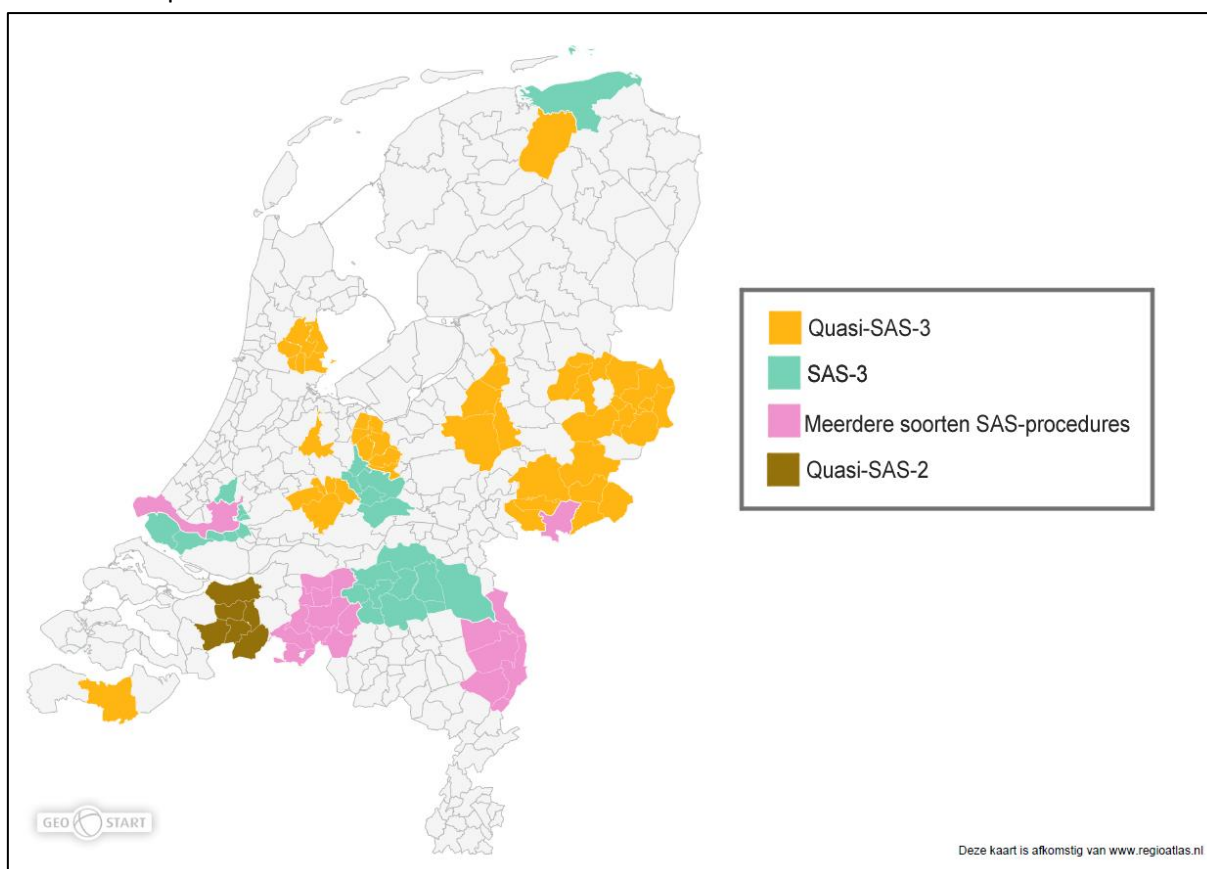 Quasi-SAS-3
SAS-3
Meerdere soorten SAS-procedures
Quasi-SAS-2
GEO START
Deze kaart is afkomstig van www.regioatlas.nl